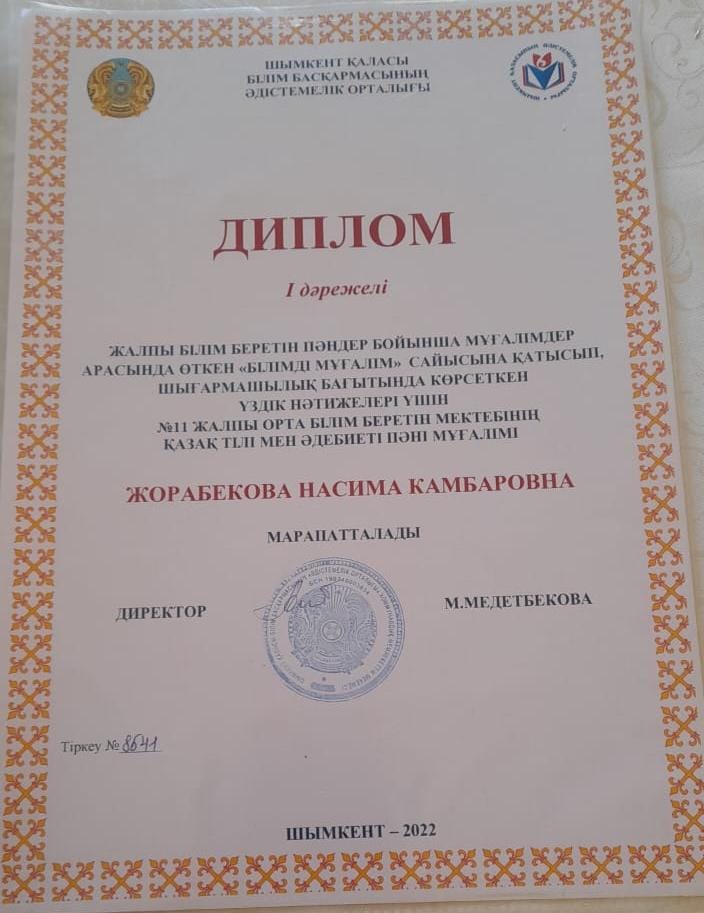 ШЫМКЕНТ ҚАЛАСЫ
БІЛІМ БАСҚАРМАСЫНЫҢ
ӘДІСТЕМЕЛІК ОРТАЛЫҒЫ
ДИПЛОМ
І дәрежелі
ЖАЛПЫ БІЛІМ БЕРЕТІН ПӘНДЕР БОЙЫНША МҰҒАЛІМДЕР
АРАСЫНДА ӨТКЕН «БІЛІМДІ МҰҒАЛІМ» САЙЫСЫНА ҚАТЫСЫП,
ШЫҒАРМАШЫЛЫҚ БАҒЫТЫНДА КӨРСЕТКЕН
ҮЗДІК НӘТИЖЕЛЕРІ ҮШІН
№11 ЖАЛПЫ ОРТА БІЛІМ БЕРЕТІН МЕКТЕБІНІҢ
ҚАЗАҚ ТІЛІ МЕН ӘДЕБИЕТІ ПӘНІ МҰҒАЛІМІ
ЖОРАБЕКОВА НАСИМА КАМБАРОВНА
МАРАПАТТАЛАДЫ
ДИРЕКТОР
М.МЕДЕТБЕКОВА
Тіркеу № 8641
ШЫМКЕНТ – 2022